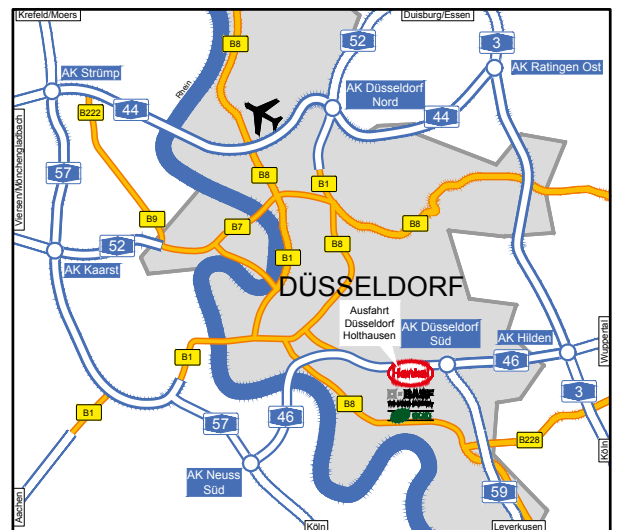 Krefeld/Moers
Duisburg/Essen
B8
52
3
AK Strümp
AK Ratingen Ost
Rhein
AK Düsseldorf
Nord
B222
44
44
Viersen/Mönchengladbach
57
B8
B1
B9
B7
B8
B8
52
AK Kaarst
B1
DÜSSELDORF
Ausfahrt
Düsseldorf
Holthausen
AK Düsseldorf
Süd
AK Hilden
Wuppertal
B1
46
Henkel
3
B1
46
B8
57
B228
AK Neuss
Süd
Köln
59
Aachen
Köln
Leverkusen